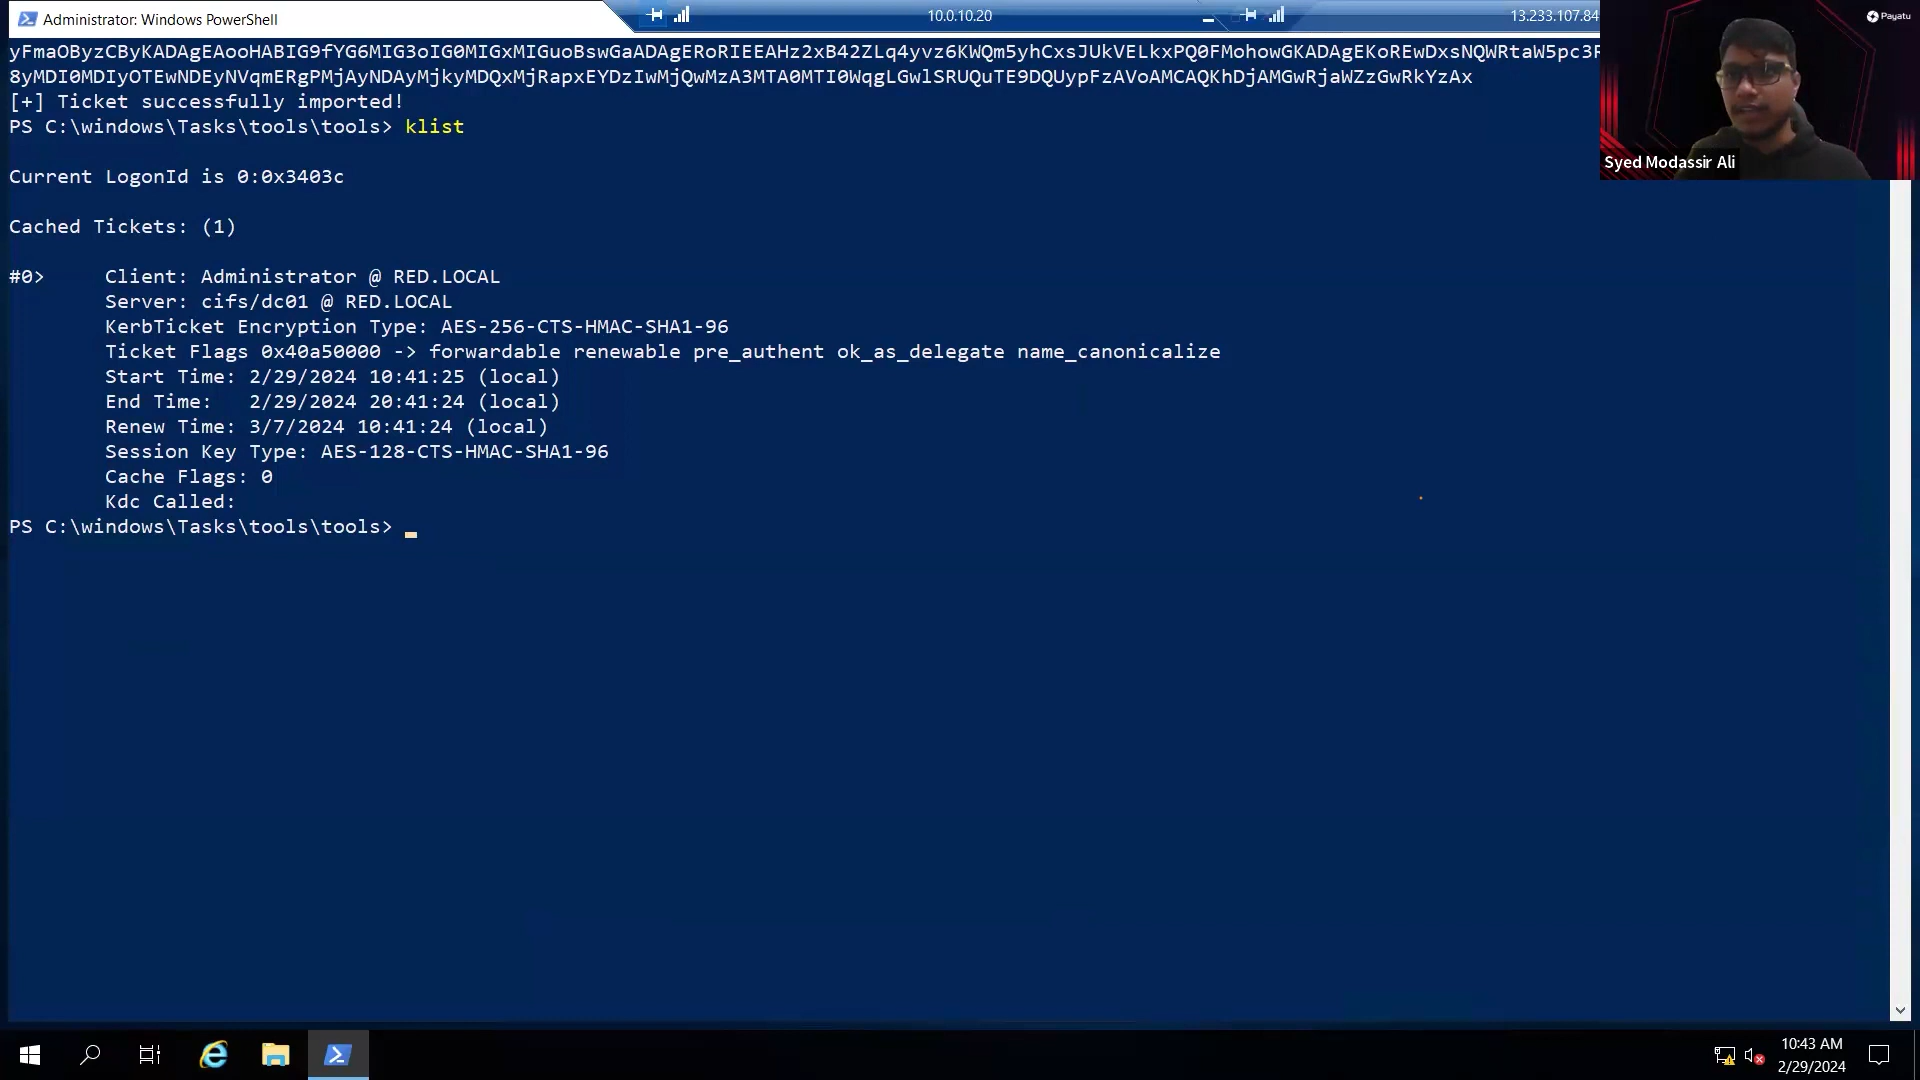 Administrator: Windows PowerShell
10.0.10.20
13.233.107.84
Payatu
yFmaOByzCByKADAgEAooHABIG9fYG6MIG3oIG0MIGxMIGuoBswGaADAgERoRIEEAHz2xB42ZLq4yvz6KWQm5yhCxsJUkVELkxPQ0FMohowGKADAgEKoREwDxsNQWRtaW5pc3R
8yMDI0MDIyOTEwNDEyNVqmERgPMjAyNDAyMjkyMDQxMjRapxEYDzIwMjQwMzA3MTA0MTI0WqgLGwlSRUQuTE9DQUypFzAVoAMCAQKhDjAMGwRjaWZzGwRkYzAx
[+] Ticket successfully imported!
PS C:\windows\Tasks\tools\tools> klist
Syed Modassir Ali
Current LogonId is 0:0x3403c
Cached Tickets: (1)
#0> Client: Administrator @ RED.LOCAL
Server: cifs/dc01 @ RED.LOCAL
KerbTicket Encryption Type: AES-256-CTS-HMAC-SHA1-96
Ticket Flags 0x40a50000 -> forwardable renewable pre_authent ok_as_delegate name_canonicalize
Start Time: 2/29/2024 10:41:25 (local)
End Time: 2/29/2024 20:41:24 (local)
Renew Time: 3/7/2024 10:41:24 (local)
Session Key Type: AES-128-CTS-HMAC-SHA1-96
Cache Flags: 0
Kdc Called:
PS C:\windows\Tasks\tools\tools>
10:43 AM
2/29/2024